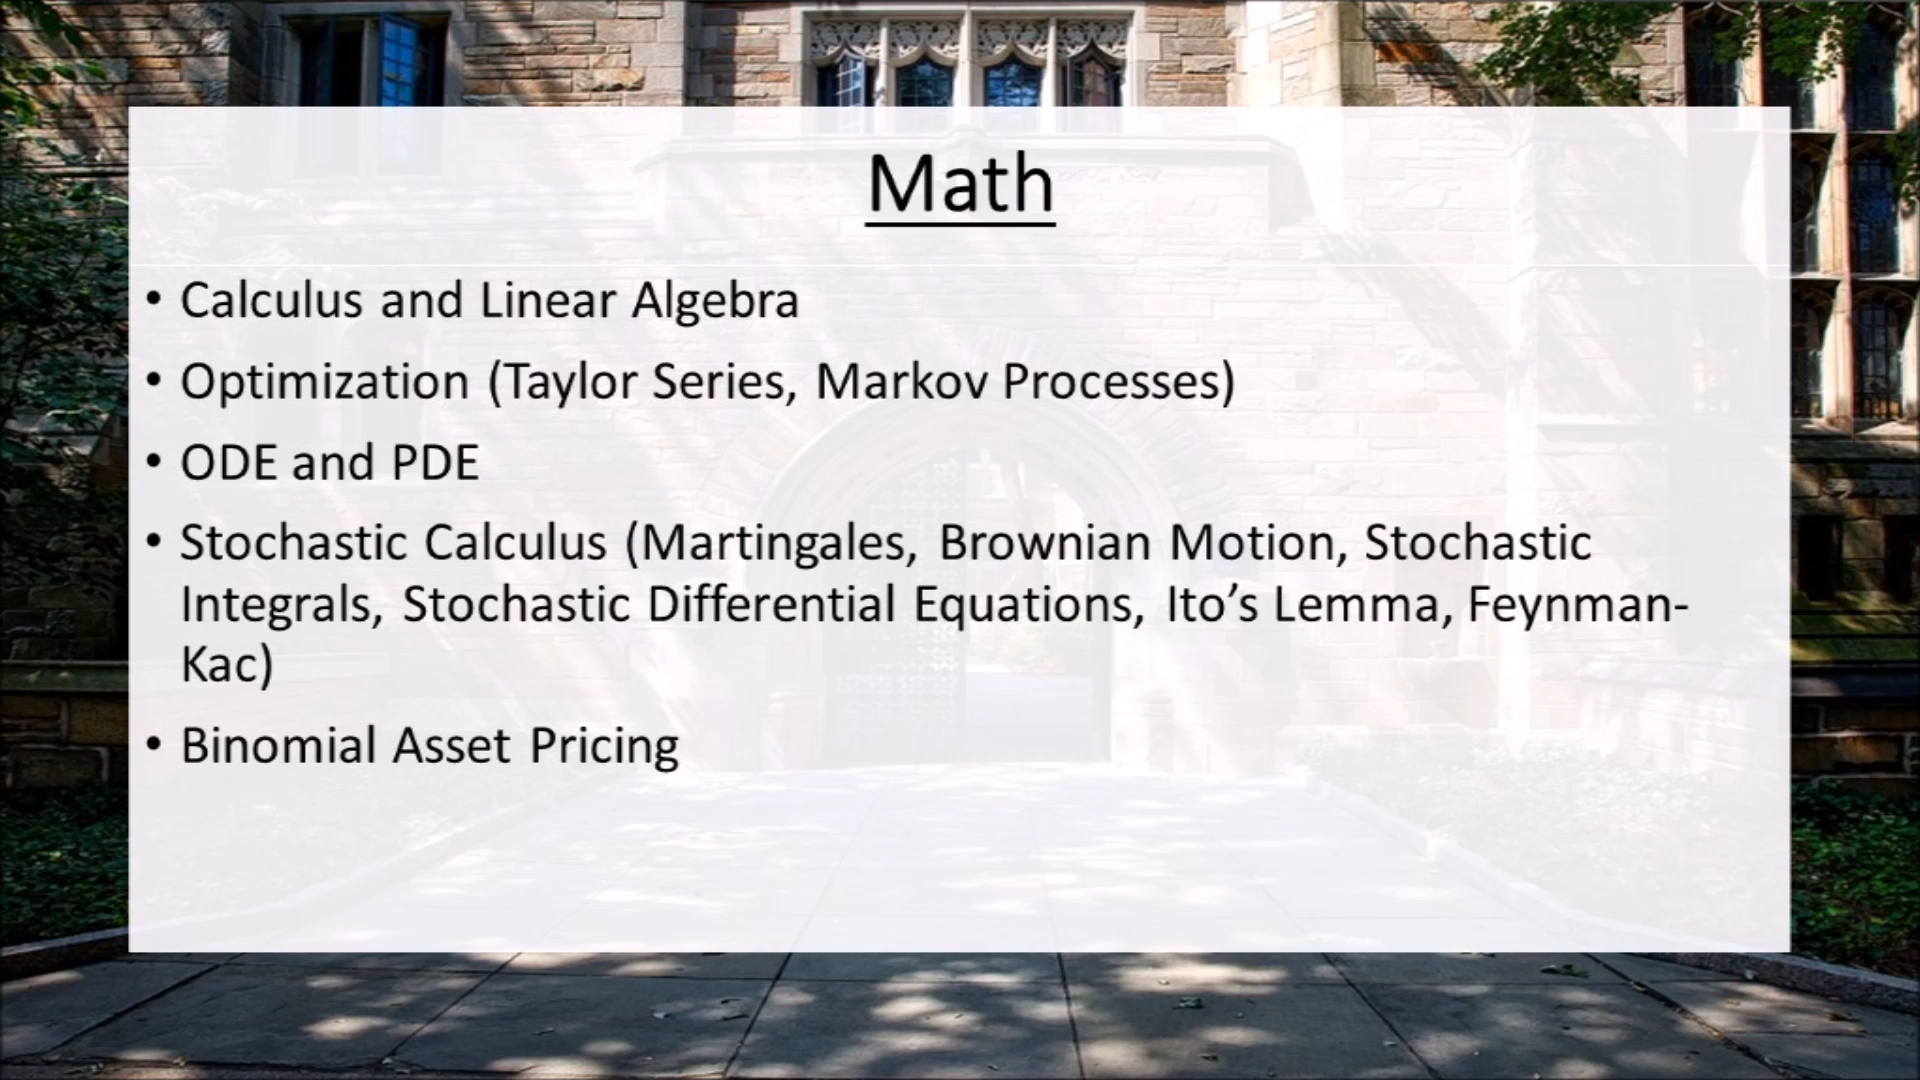 Math
• Calculus and Linear Algebra
• Optimization (Taylor Series, Markov Processes)
• ODE and PDE
• Stochastic Calculus (Martingales, Brownian Motion, Stochastic
Integrals, Stochastic Differential Equations, Ito’s Lemma, Feynman-
Kac)
• Binomial Asset Pricing